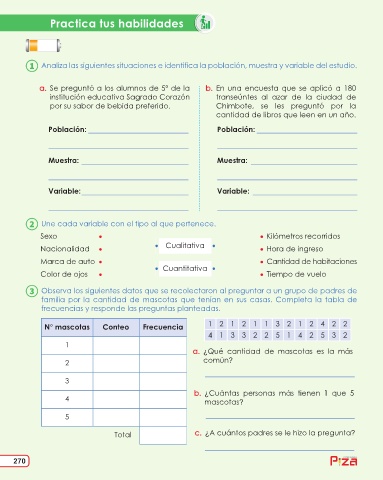 Practica tus habilidades
1 Analiza las siguientes situaciones e identifica la población, muestra y variable del estudio.
a. Se preguntó a los alumnos de 5° de la
institución educativa Sagrado Corazón
por su sabor de bebida preferido.
Población:
Muestra:
Variable:
b. En una encuesta que se aplicó a 180
transeúntes al azar de la ciudad de
Chimbote, se les preguntó por la
cantidad de libros que leen en un año.
Población:
Muestra:
Variable:
2 Une cada variable con el tipo al que pertenece.
Sexo •
Nacionalidad •
Marca de auto •
Color de ojos •
• Cualitativa •
• Cuantitativa •
• Kilómetros recorridos
• Hora de ingreso
• Cantidad de habitaciones
• Tiempo de vuelo
3 Observa los siguientes datos que se recolectaron al preguntar a un grupo de padres de
familia por la cantidad de mascotas que tenían en sus casas. Completa la tabla de
frecuencias y responde las preguntas planteadas.
N° mascotas Conteo Frecuencia
1
2
3
4
5
Total
1 2 1 2 1 1 3 2 1 2 4 2 2
4 1 3 3 2 2 5 1 4 2 5 3 2
a. ¿Qué cantidad de mascotas es la más
común?
b. ¿Cuántas personas más tienen 1 que 5
mascotas?
c. ¿A cuántos padres se le hizo la pregunta?
270